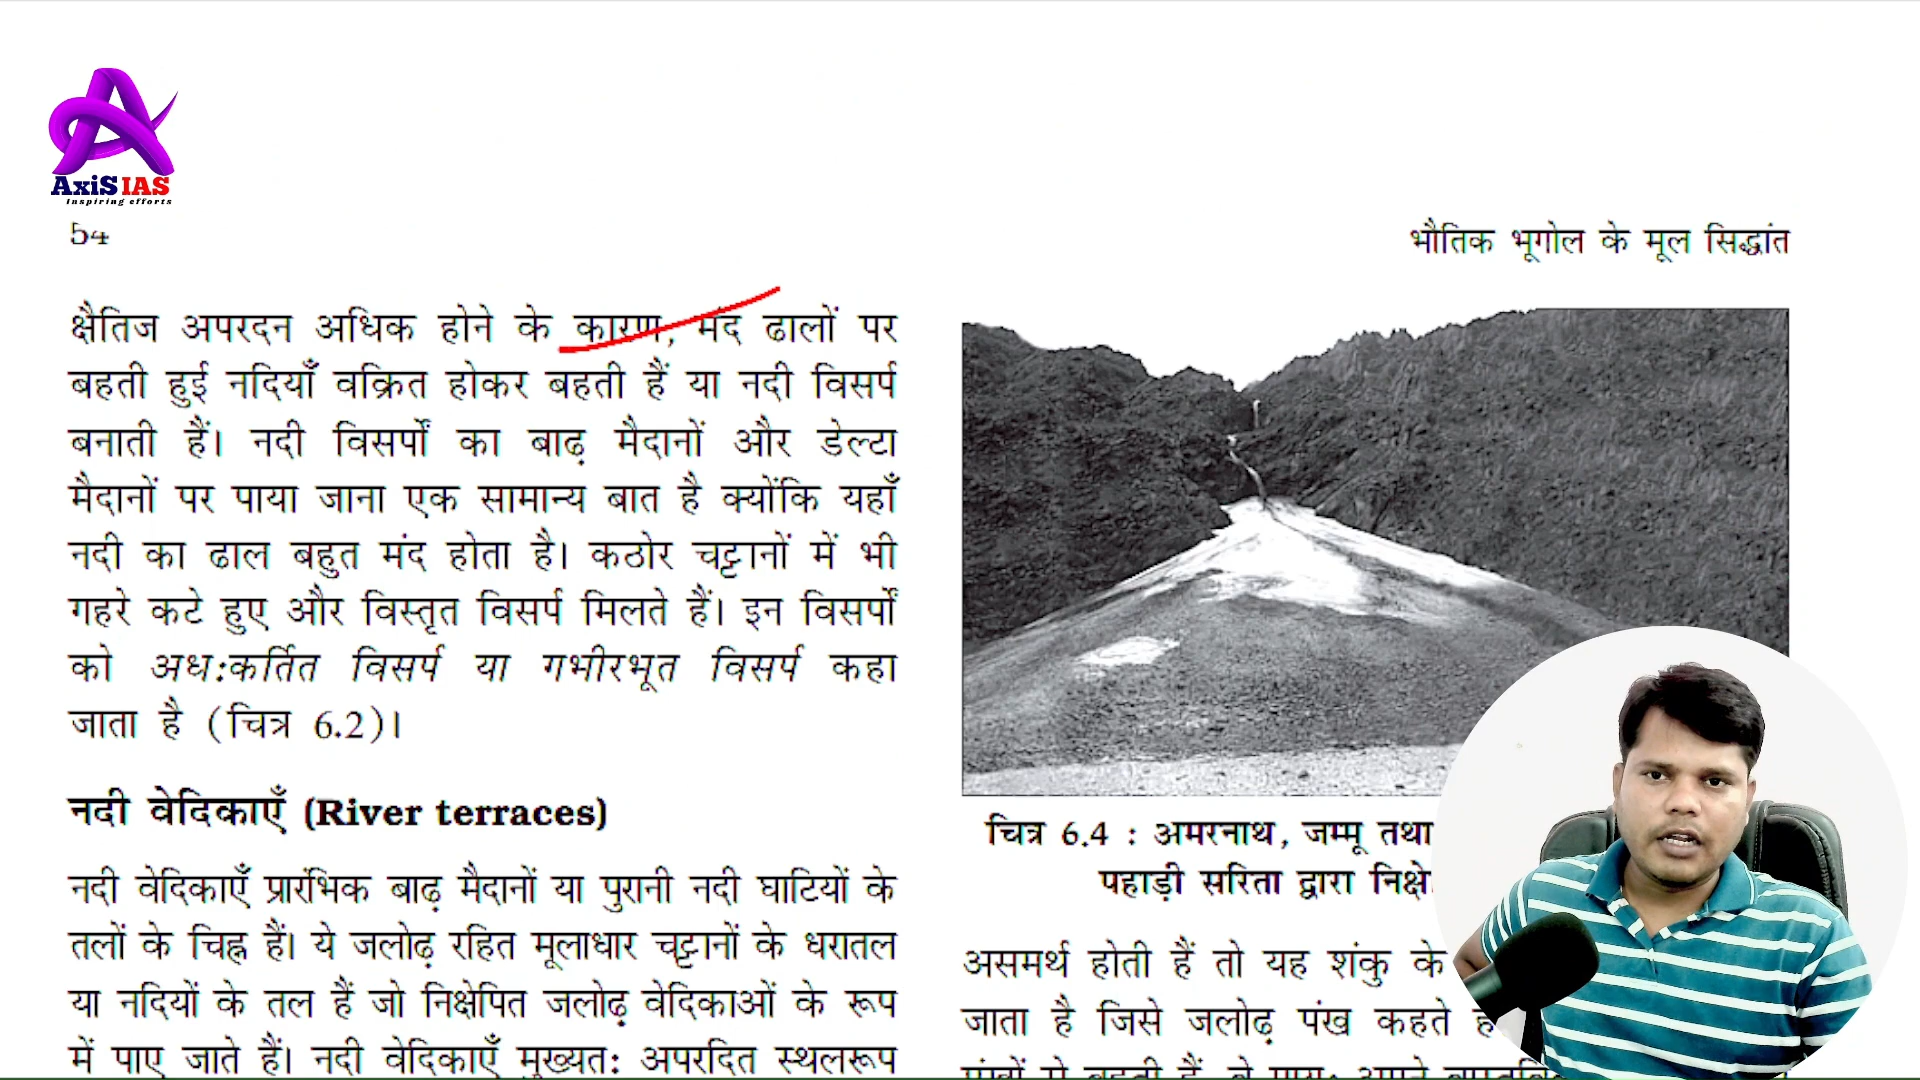 AxiS IAS
Inspiring efforts
54
भौतिक भूगोल के मूल सिद्धांत
क्षैतिज अपरदन अधिक होने के कारण, मंद ढालों पर
बहती हुई नदियाँ वक्रित होकर बहती हैं या नदी विसर्प
बनाती हैं। नदी विसर्पों का बाढ़ मैदानों और डेल्टा
मैदानों पर पाया जाना एक सामान्य बात है क्योंकि यहाँ
नदी का ढाल बहुत मंद होता है। कठोर चट्टानों में भी
गहरे कटे हुए और विस्तृत विसर्प मिलते हैं। इन विसर्पों
को अध:कर्तित विसर्प या गभीरभूत विसर्प कहा
जाता है (चित्र 6.2)।
नदी वेदिकाएँ (River terraces)
नदी वेदिकाएँ प्रारंभिक बाढ़ मैदानों या पुरानी नदी घाटियों के
तलों के चिह्न हैं। ये जलोढ़ रहित मूलाधार चट्टानों के धरातल
या नदियों के तल हैं जो निक्षेपित जलोढ़ वेदिकाओं के रूप
में पाए जाते हैं। नदी वेदिकाएँ मुख्यत: अपरदित स्थलरूप
चित्र 6.4 : अमरनाथ, जम्मू तथा
पहाड़ी सरिता द्वारा
असमर्थ होती हैं तो यह शंकु के
जाता है जिसे जलोढ़ पंख कहते